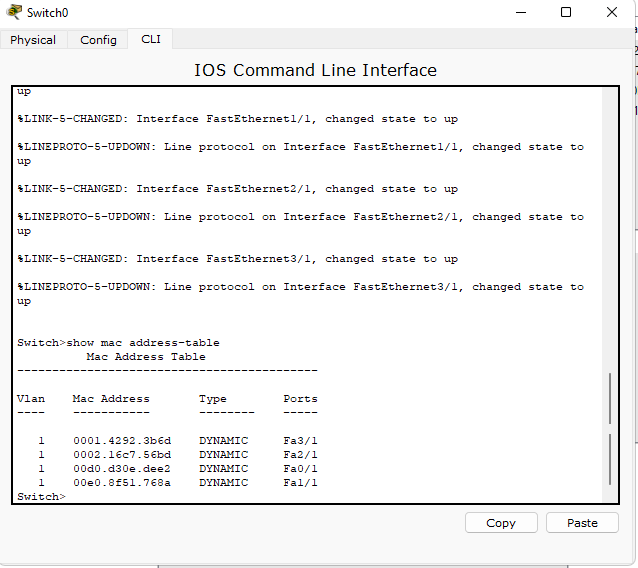 Switch0
Physical Config CLI
IOS Command Line Interface
up
%LINK-5-CHANGED: Interface FastEthernet1/1, changed state to up
%LINEPROTO-5-UPDOWN: Line protocol on Interface FastEthernet1/1, changed state to
up
%LINK-5-CHANGED: Interface FastEthernet2/1, changed state to up
%LINEPROTO-5-UPDOWN: Line protocol on Interface FastEthernet2/1, changed state to
up
%LINK-5-CHANGED: Interface FastEthernet3/1, changed state to up
%LINEPROTO-5-UPDOWN: Line protocol on Interface FastEthernet3/1, changed state to
up
Switch>show mac address-table
Mac Address Table
-------------------------------------------
Vlan Mac Address Type Ports
---- ----------- -------- -----
1 0001.4292.3b6d DYNAMIC Fa3/1
1 0002.16c7.56bd DYNAMIC Fa2/1
1 00d0.d30e.dee2 DYNAMIC Fa0/1
1 00e0.8f51.768a DYNAMIC Fa1/1
Switch>
Copy Paste